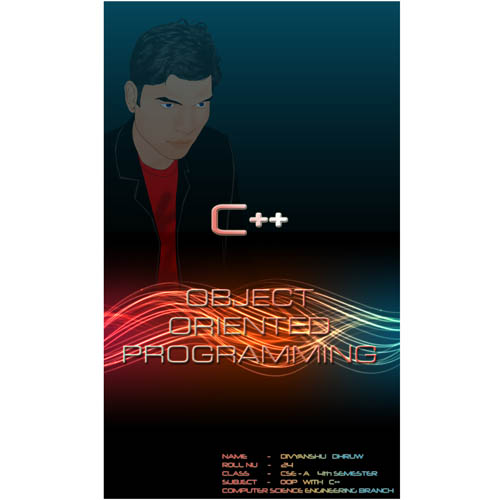 C++
OBJECT
ORIENTED
PROGRAMMING
NAME - DIVYANSHU DHRUW
ROLL NU - 24
CLASS - CSE - A 4th SEMESTER
SUBJECT - OOP WITH C++
COMPUTER SCIENCE ENGINEERING BRANCH